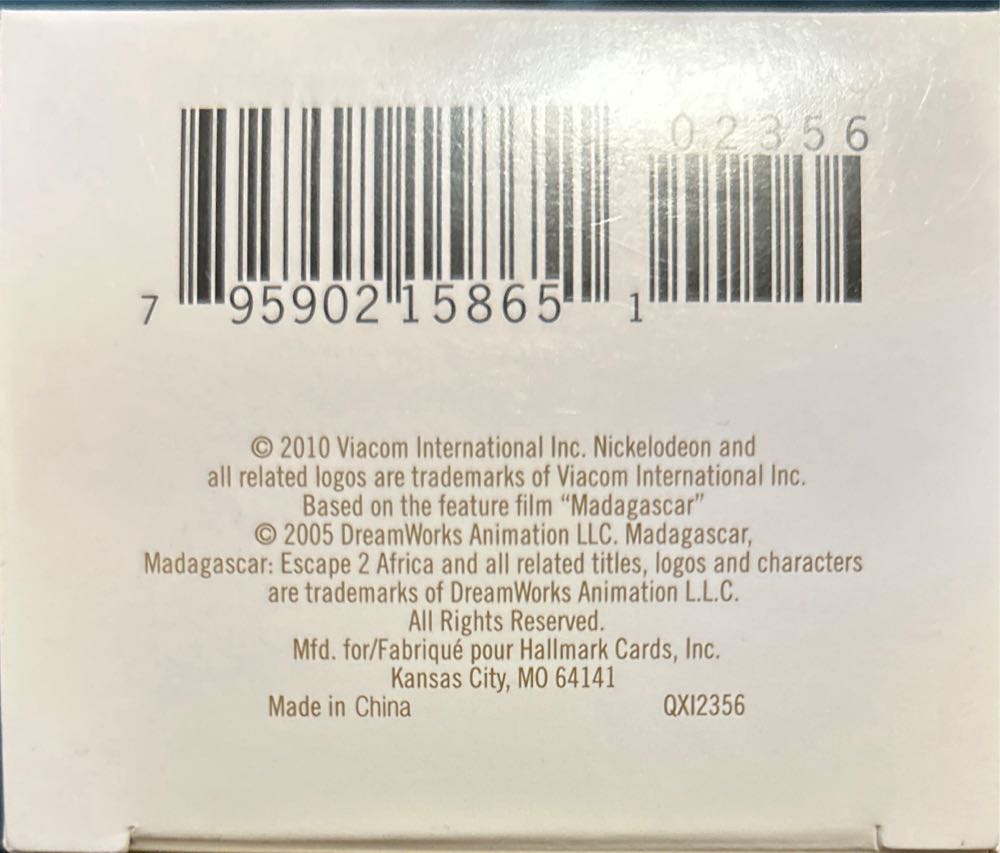 02356
7 95902 15865 1
© 2010 Viacom International Inc. Nickelodeon and
all related logos are trademarks of Viacom International Inc.
Based on the feature film “Madagascar”
© 2005 DreamWorks Animation LLC. Madagascar,
Madagascar: Escape 2 Africa and all related titles, logos and characters
are trademarks of DreamWorks Animation L.L.C.
All Rights Reserved.
Mfd. for/Fabriqué pour Hallmark Cards, Inc.
Kansas City, MO 64141
Made in China QXI2356